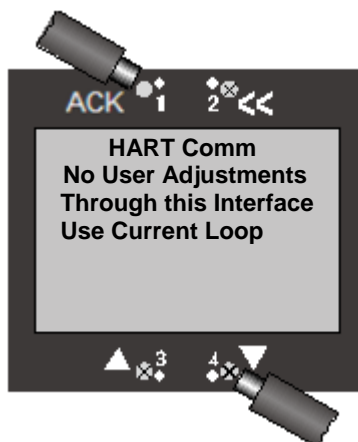 ACK 1 2 <<
HART Comm
No User Adjustments
Through this Interface
Use Current Loop
3 4